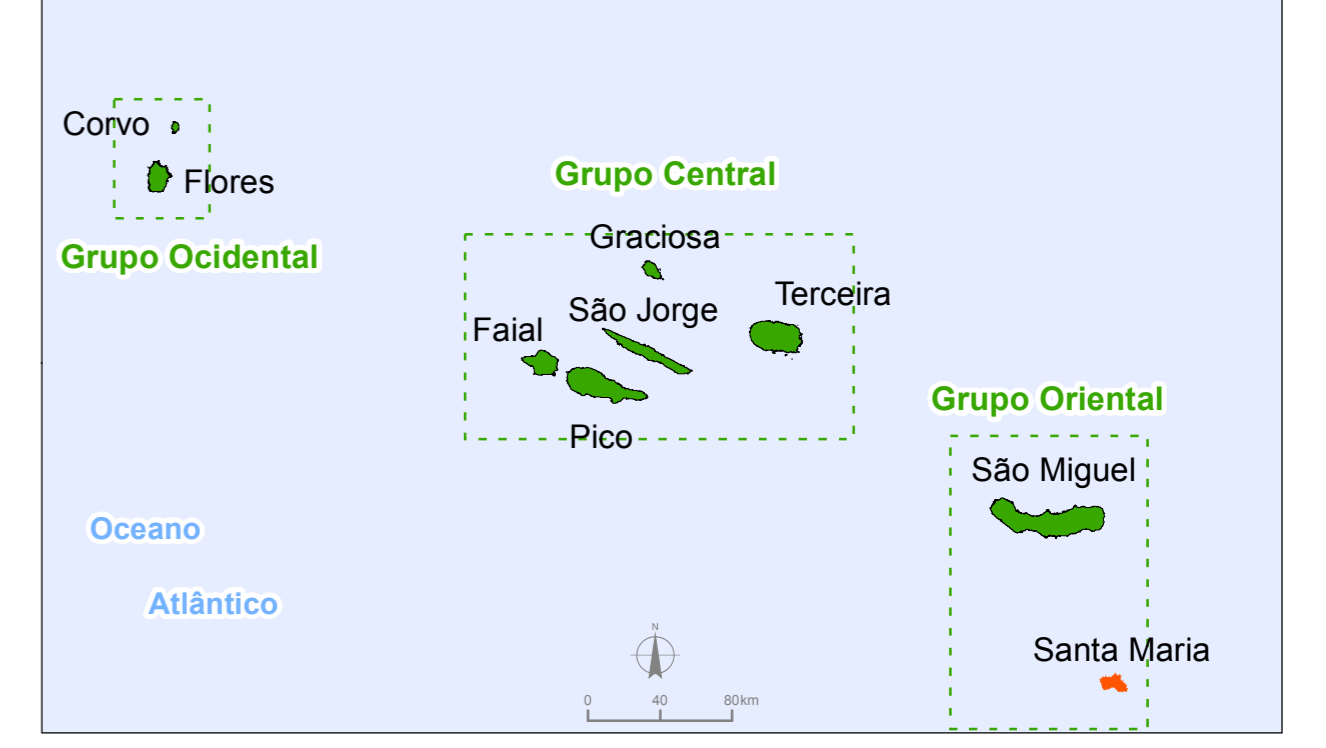 Corvo
Flores
Grupo Ocidental
Grupo Central
Graciosa
São Jorge
Terceira
Faial
Pico
Grupo Oriental
São Miguel
Santa Maria
Oceano
Atlântico
N
0 40 80km